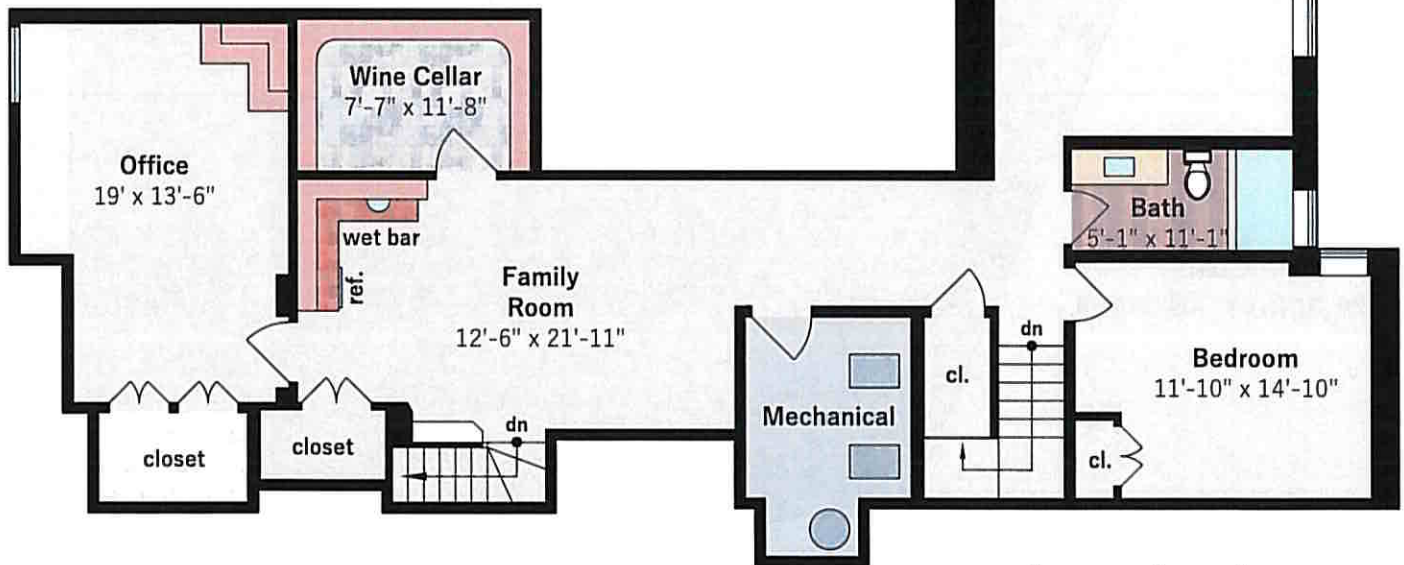 Wine Cellar
7'-7" x 11'-8"
Office
19' x 13'-6"
wet bar
ref.
Family
Room
12'-6" x 21'-11"
Bath
5'-1" x 11'-1"
dn
cl.
Bedroom
11'-10" x 14'-10"
Mechanical
closet
closet
dn
cl.